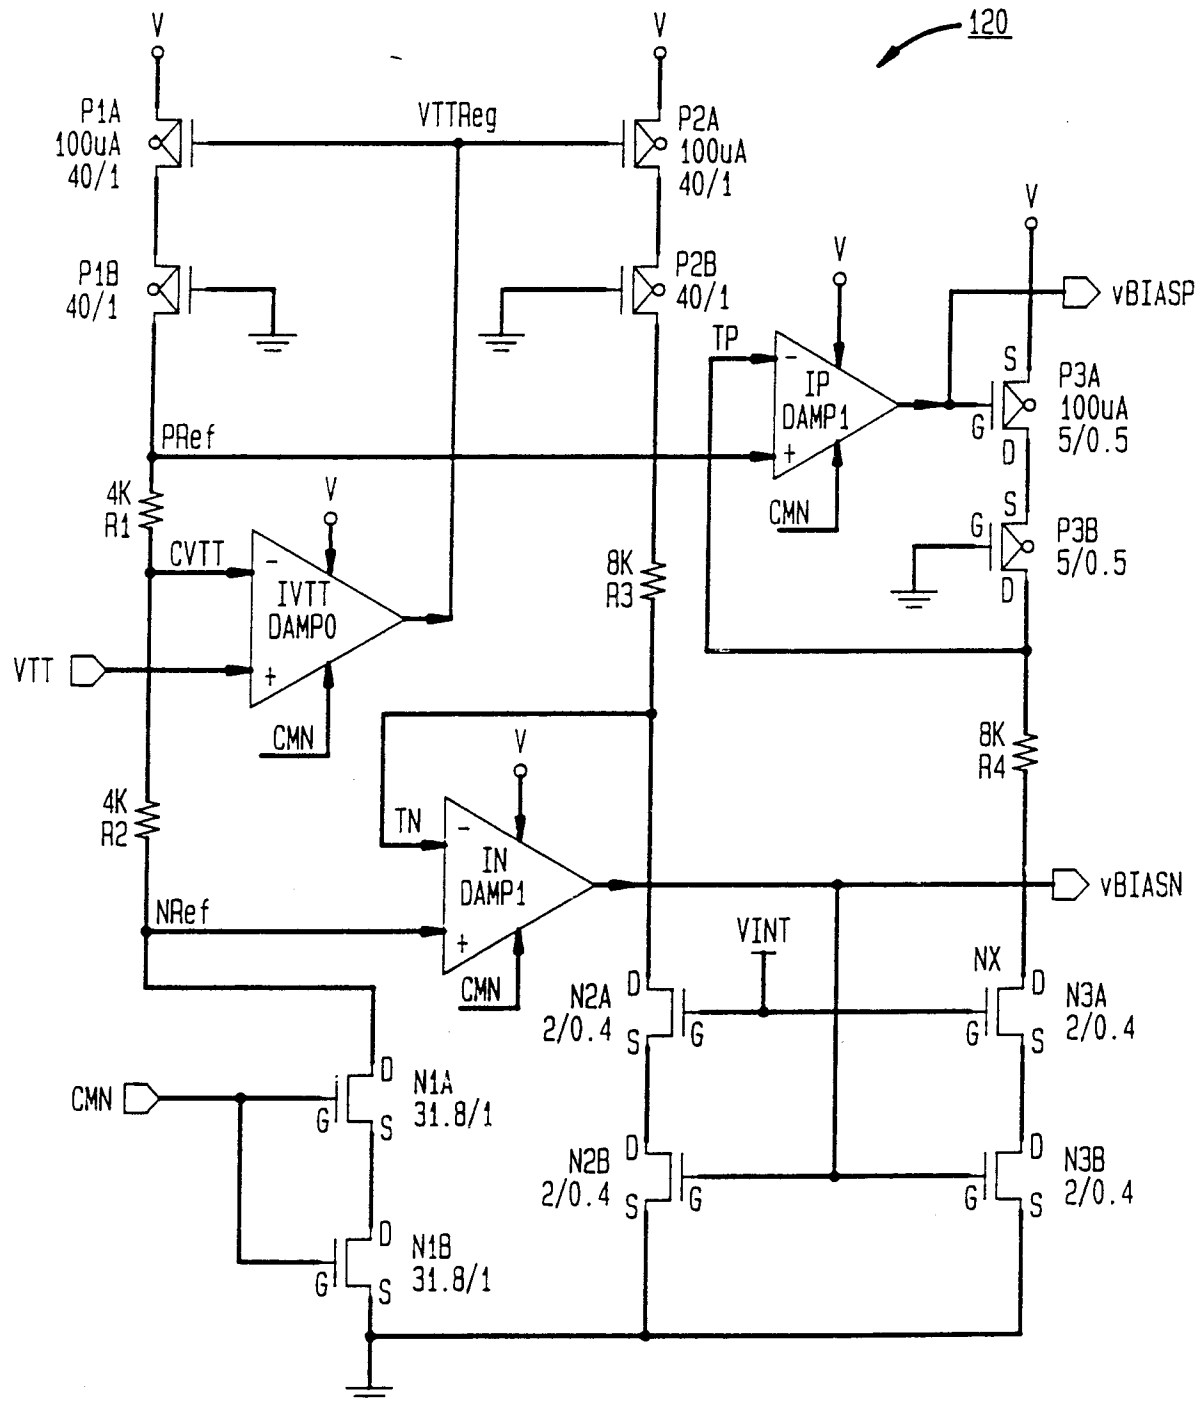 120
V
V
P1A
100uA
40/1
VTTReg
P2A
100uA
40/1
V
P1B
40/1
P2B
40/1
V
vBIASP
TP
-
IP
DAMP1
+
CMN
S
G
D
P3A
100uA
5/0.5
PRef
4K
R1
V
CVTT
-
IVTT
DAMP0
+
VTT
CMN
8K
R3
S
G
D
P3B
5/0.5
8K
R4
4K
R2
V
TN
-
IN
DAMP1
+
CMN
NRef
vBIASN
VINT
NX
D
G
S
N2A
2/0.4
D
G
S
N3A
2/0.4
CMN
D
G
S
N1A
31.8/1
D
G
S
N2B
2/0.4
D
G
S
N3B
2/0.4
D
G
S
N1B
31.8/1